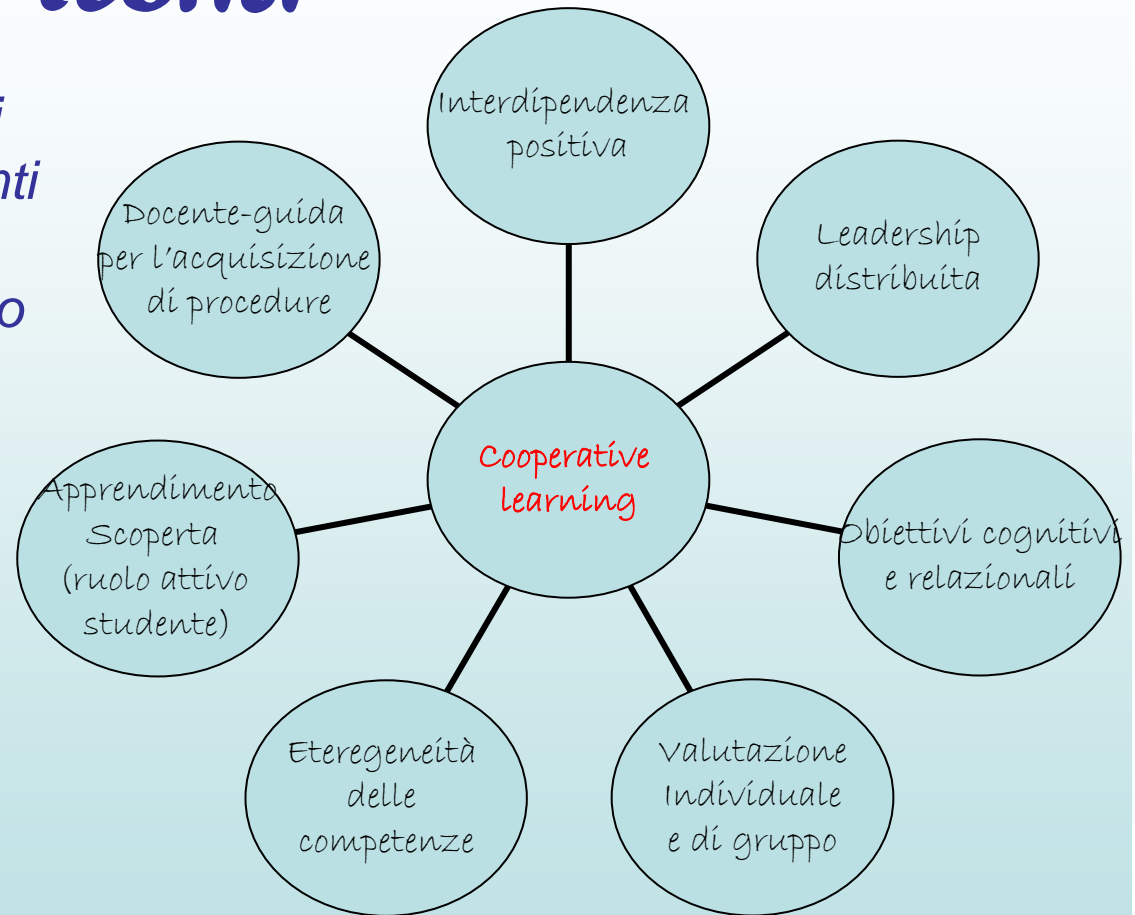 Interdipendenza
positiva
Leadership
distribuita
Obiettivi cognitivi
e relazionali
Valutazione
Individuale
e di gruppo
Eteregeneità
delle
competenze
Apprendimento
Scoperta
(ruolo attivo
studente)
Docente-guida
per l'acquisizione
di procedure
Cooperative
learning